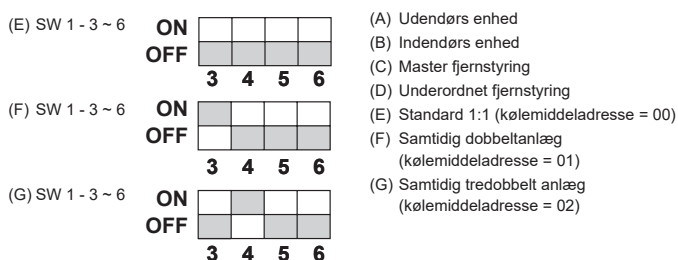 (E) SW 1 - 3 ~ 6
ON
OFF
3 4 5 6
(F) SW 1 - 3 ~ 6
ON
OFF
3 4 5 6
(G) SW 1 - 3 ~ 6
ON
OFF
3 4 5 6
(A) Udendørs enhed
(B) Indendørs enhed
(C) Master fjernstyring
(D) Underordnet fjernstyring
(E) Standard 1:1 (kølemiddeladresse = 00)
(F) Samtidig dobbeltanlæg
(kølemiddeladresse = 01)
(G) Samtidig tredobbelt anlæg
(kølemiddeladresse = 02)